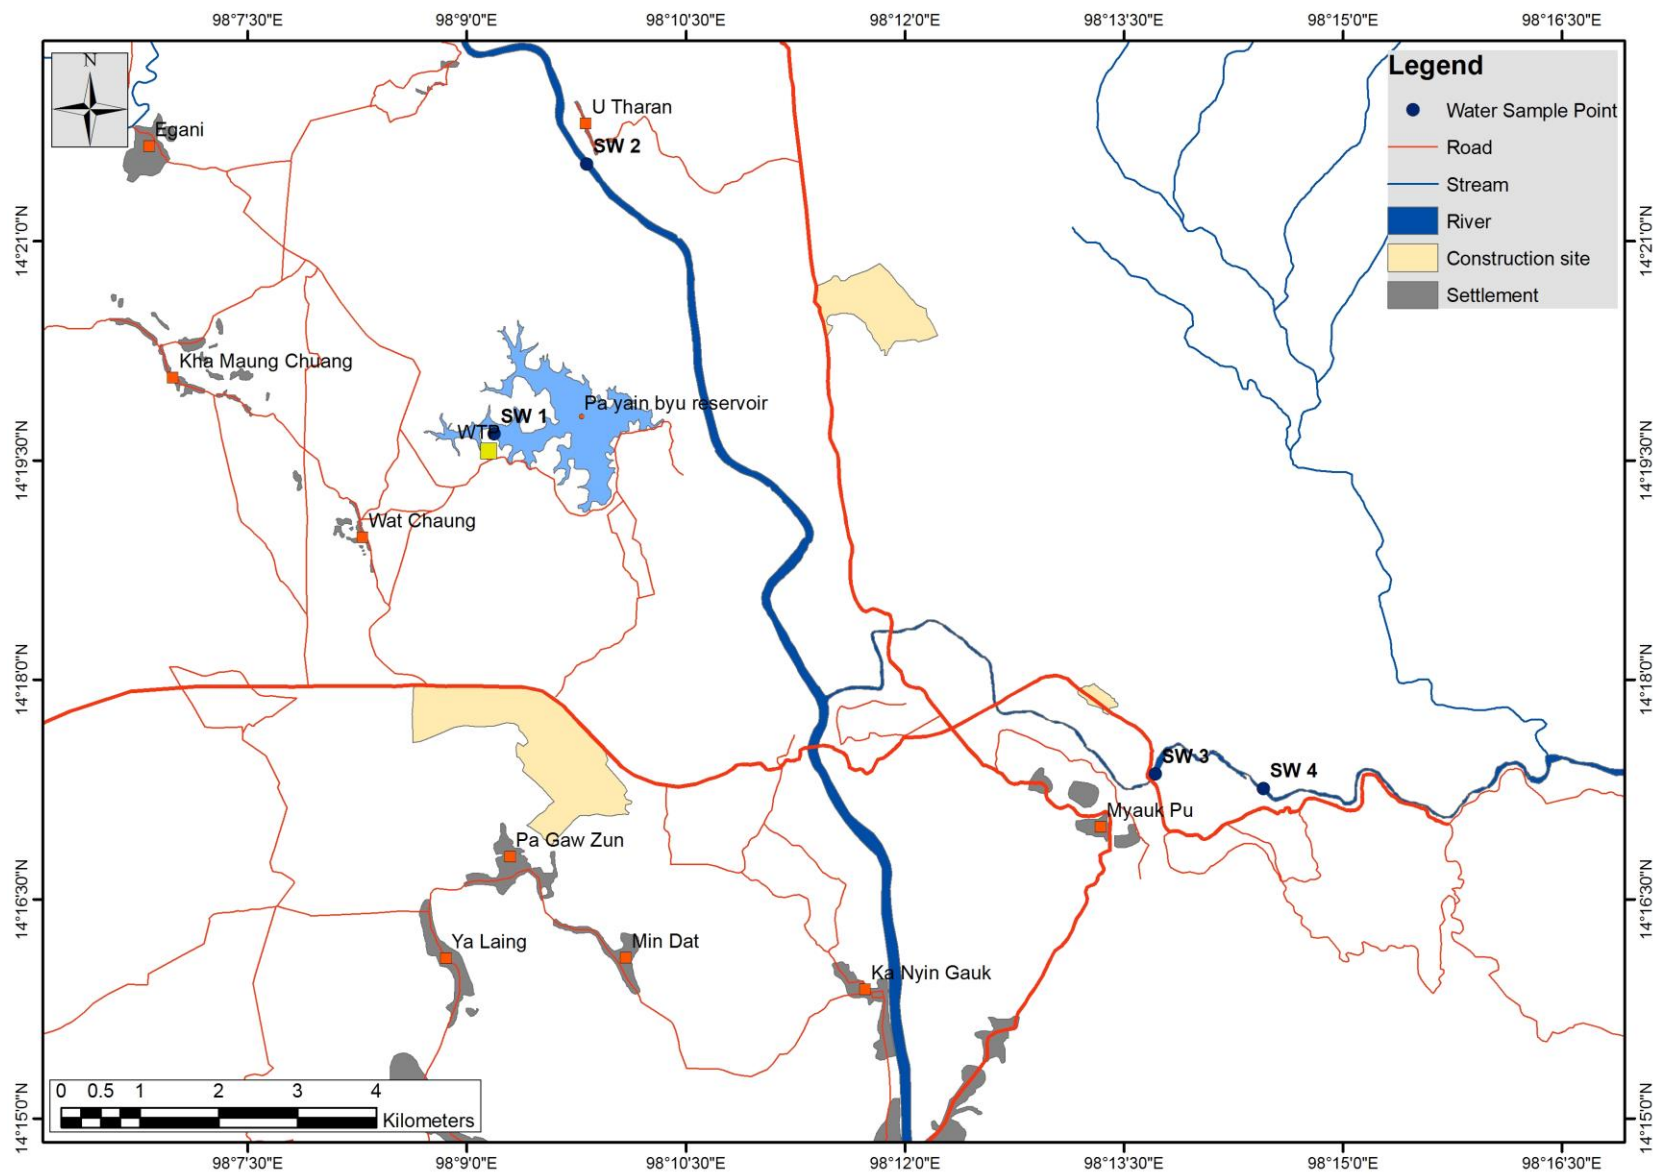 98°7'30"E 98°9'0"E 98°10'30"E 98°12'0"E 98°13'30"E 98°15'0"E 98°16'30"E
N
Legend
Water Sample Point
Road
Stream
River
Construction site
Settlement
U Tharan
Egani
SW 2
14°21'0"N 14°21'0"N
Kha Maung Chuang
Pa yain byu reservoir
SW 1
WTP
14°19'30"N 14°19'30"N
Wat Chaung
14°18'0"N 14°18'0"N
SW 3
SW 4
Myauk Pu
Pa Gaw Zun
14°16'30"N 14°16'30"N
Ya Laing
Min Dat
Ka Nyin Gauk
0 0.5 1 2 3 4
Kilometers
14°15'0"N 14°15'0"N
98°7'30"E 98°9'0"E 98°10'30"E 98°12'0"E 98°13'30"E 98°15'0"E 98°16'30"E